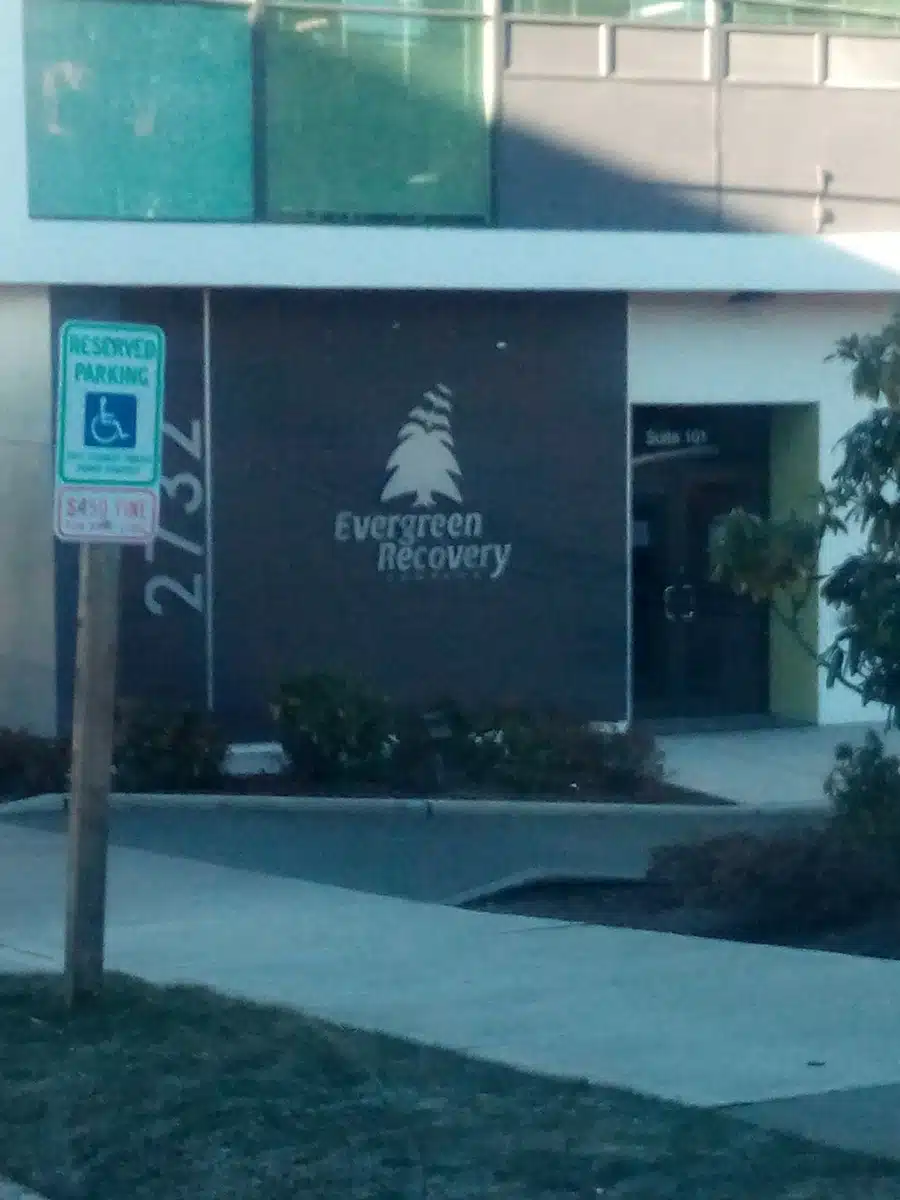 RESERVED
PARKING
$450 FINE
2732
Evergreen
Recovery
Suite 101